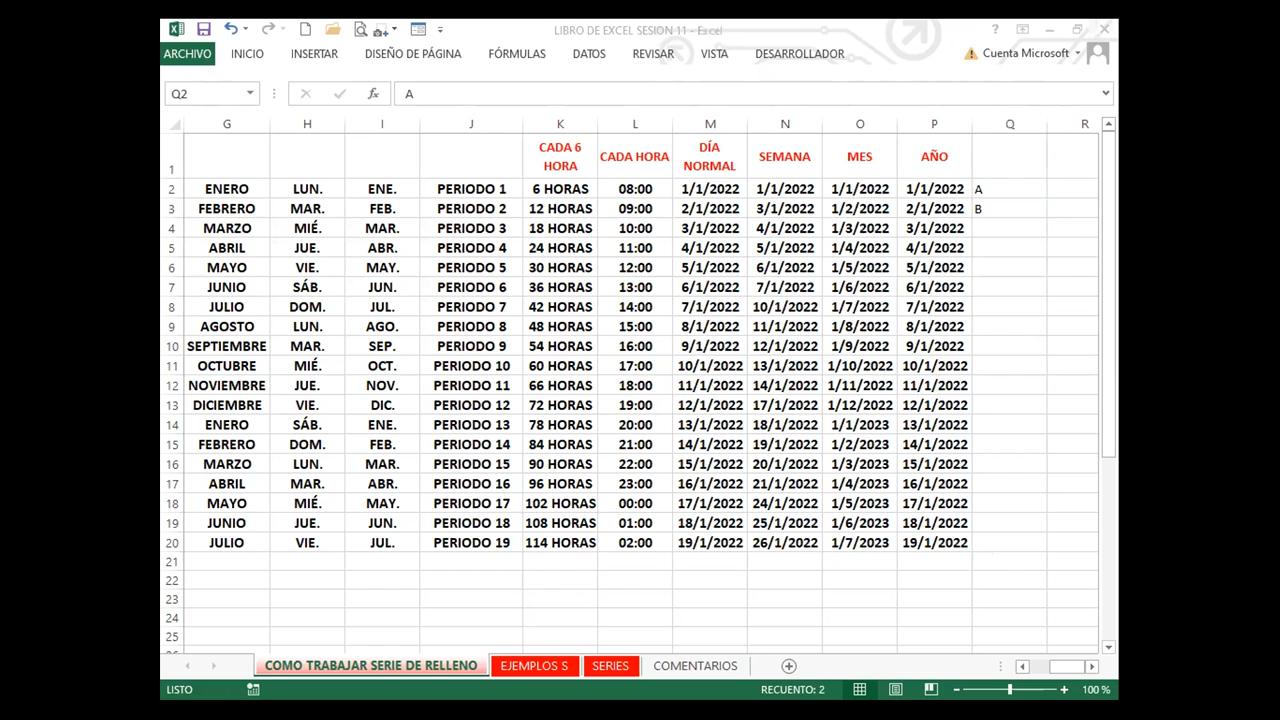 LIBRO DE EXCEL SESION 11 - Excel
?
ARCHIVO INICIO INSERTAR DISEÑO DE PÁGINA FÓRMULAS DATOS REVISAR VISTA DESARROLLADOR Cuenta Microsoft
Q2 fx A
G H I J K L M N O P Q R
1 CADA 6 HORA CADA HORA DÍA NORMAL SEMANA MES AÑO
2 ENERO LUN. ENE. PERIODO 1 6 HORAS 08:00 1/1/2022 1/1/2022 1/1/2022 1/1/2022 A
3 FEBRERO MAR. FEB. PERIODO 2 12 HORAS 09:00 2/1/2022 3/1/2022 1/2/2022 2/1/2022 B
4 MARZO MIÉ. MAR. PERIODO 3 18 HORAS 10:00 3/1/2022 4/1/2022 1/3/2022 3/1/2022
5 ABRIL JUE. ABR. PERIODO 4 24 HORAS 11:00 4/1/2022 5/1/2022 1/4/2022 4/1/2022
6 MAYO VIE. MAY. PERIODO 5 30 HORAS 12:00 5/1/2022 6/1/2022 1/5/2022 5/1/2022
7 JUNIO SÁB. JUN. PERIODO 6 36 HORAS 13:00 6/1/2022 7/1/2022 1/6/2022 6/1/2022
8 JULIO DOM. JUL. PERIODO 7 42 HORAS 14:00 7/1/2022 10/1/2022 1/7/2022 7/1/2022
9 AGOSTO LUN. AGO. PERIODO 8 48 HORAS 15:00 8/1/2022 11/1/2022 1/8/2022 8/1/2022
10 SEPTIEMBRE MAR. SEP. PERIODO 9 54 HORAS 16:00 9/1/2022 12/1/2022 1/9/2022 9/1/2022
11 OCTUBRE MIÉ. OCT. PERIODO 10 60 HORAS 17:00 10/1/2022 13/1/2022 1/10/2022 10/1/2022
12 NOVIEMBRE JUE. NOV. PERIODO 11 66 HORAS 18:00 11/1/2022 14/1/2022 1/11/2022 11/1/2022
13 DICIEMBRE VIE. DIC. PERIODO 12 72 HORAS 19:00 12/1/2022 17/1/2022 1/12/2022 12/1/2022
14 ENERO SÁB. ENE. PERIODO 13 78 HORAS 20:00 13/1/2022 18/1/2022 1/1/2023 13/1/2022
15 FEBRERO DOM. FEB. PERIODO 14 84 HORAS 21:00 14/1/2022 19/1/2022 1/2/2023 14/1/2022
16 MARZO LUN. MAR. PERIODO 15 90 HORAS 22:00 15/1/2022 20/1/2022 1/3/2023 15/1/2022
17 ABRIL MAR. ABR. PERIODO 16 96 HORAS 23:00 16/1/2022 21/1/2022 1/4/2023 16/1/2022
18 MAYO MIÉ. MAY. PERIODO 17 102 HORAS 00:00 17/1/2022 24/1/2022 1/5/2023 17/1/2022
19 JUNIO JUE. JUN. PERIODO 18 108 HORAS 01:00 18/1/2022 25/1/2022 1/6/2023 18/1/2022
20 JULIO VIE. JUL. PERIODO 19 114 HORAS 02:00 19/1/2022 26/1/2022 1/7/2023 19/1/2022
21
22
23
24
25
COMO TRABAJAR SERIE DE RELLENO EJEMPLOS S SERIES COMENTARIOS
LISTO RECUENTO: 2 100 %